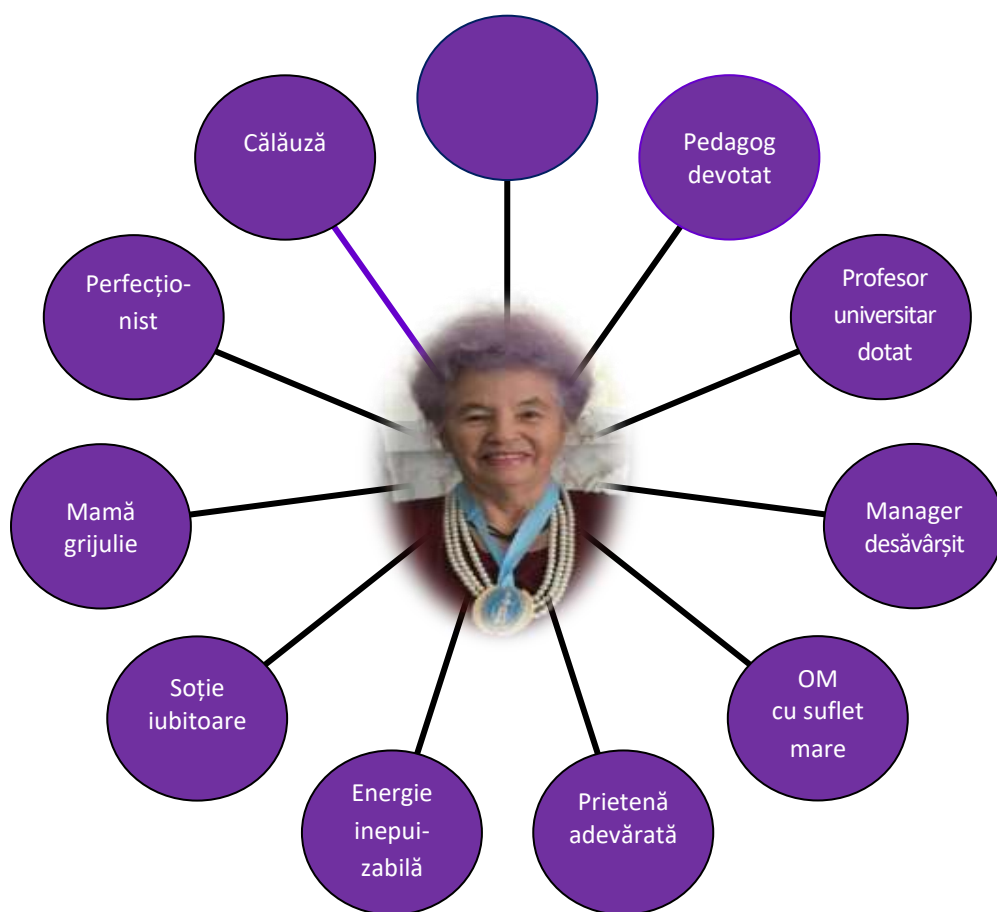 Călăuză
Pedagog
devotat
Perfecțio-
nist
Profesor
universitar
dotat
Mamă
grijulie
Manager
desăvârșit
Soție
iubitoare
OM
cu suflet
mare
Energie
inepui-
zabilă
Prietenă
adevărată